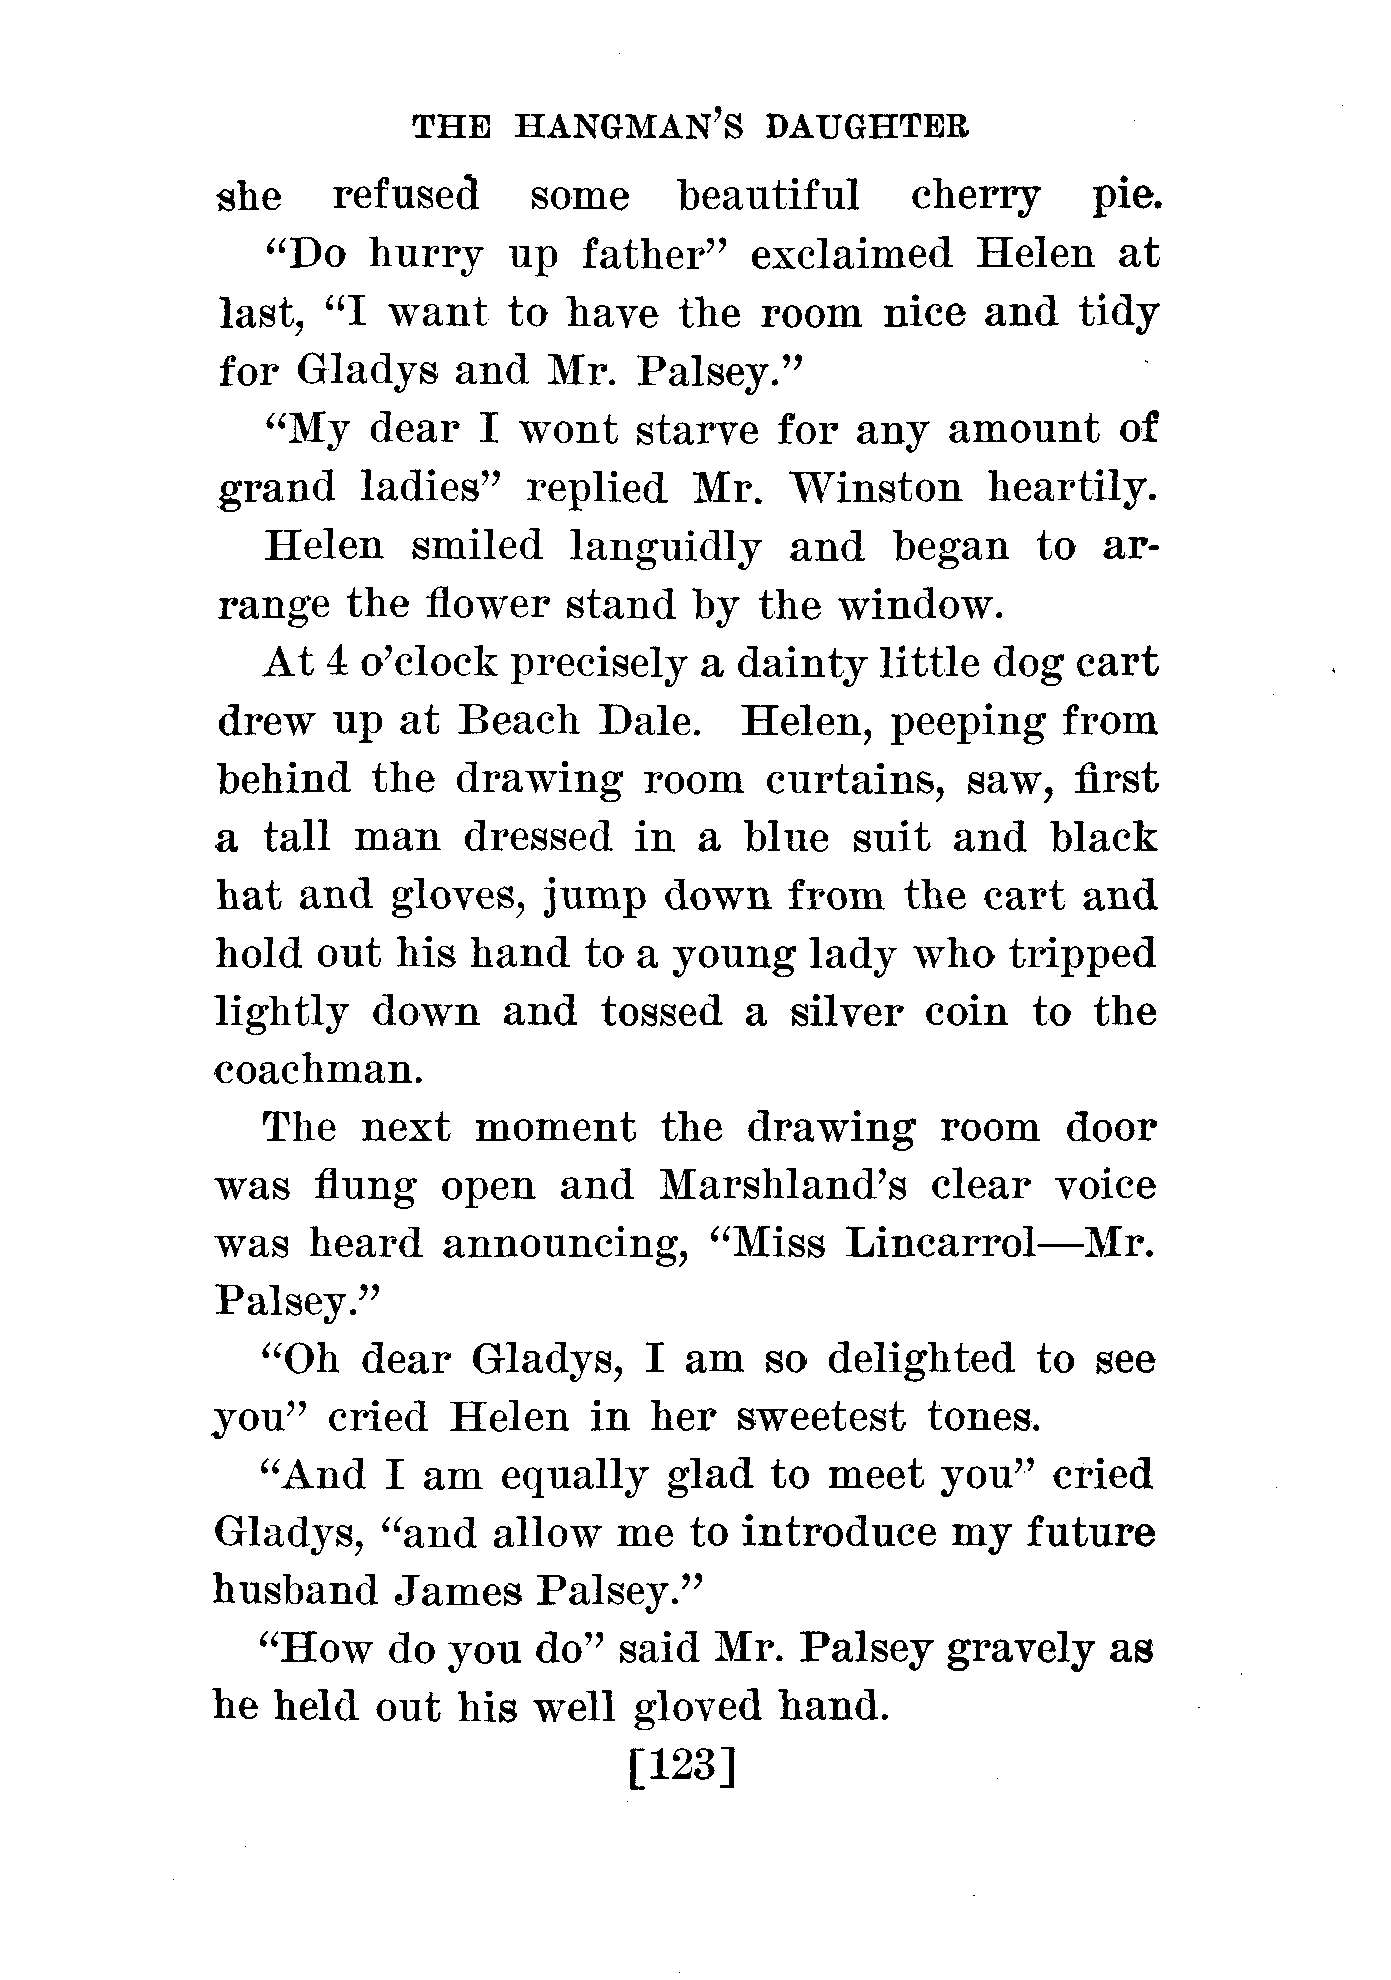 THE HANGMAN'S DAUGHTER
she refused some beautiful cherry pie.
"Do hurry up father" exclaimed Helen at
last, "I want to have the room nice and tidy
for Gladys and Mr. Palsey."
"My dear I wont starve for any amount of
grand ladies" replied Mr. Winston heartily.
Helen smiled languidly and began to ar-
range the flower stand by the window.
At 4 o'clock precisely a dainty little dog cart
drew up at Beach Dale. Helen, peeping from
behind the drawing room curtains, saw, first
a tall man dressed in a blue suit and black
hat and gloves, jump down from the cart and
hold out his hand to a young lady who tripped
lightly down and tossed a silver coin to the
coachman.
The next moment the drawing room door
was flung open and Marshland's clear voice
was heard announcing, "Miss Lincarrol—Mr.
Palsey."
"Oh dear Gladys, I am so delighted to see
you" cried Helen in her sweetest tones.
"And I am equally glad to meet you" cried
Gladys, "and allow me to introduce my future
husband James Palsey."
"How do you do" said Mr. Palsey gravely as
he held out his well gloved hand.
[123]